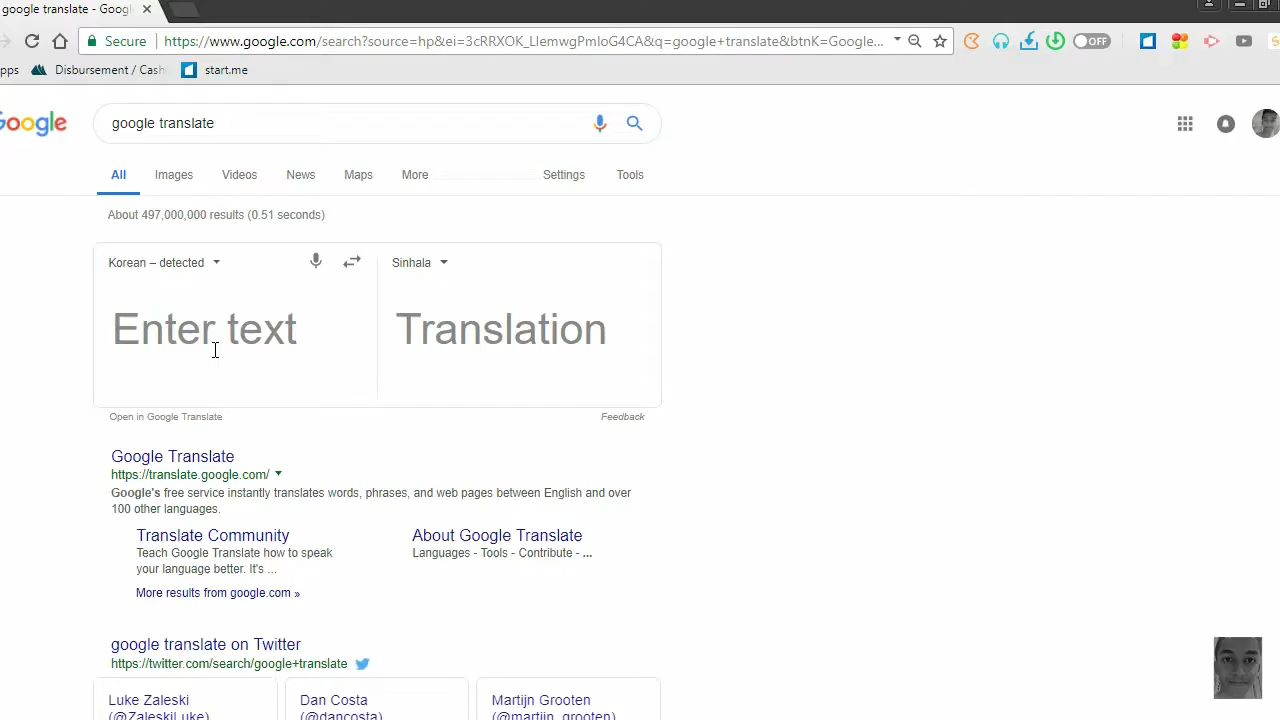 google translate - Googl
Secure https://www.google.com/search?source=hp&ei=3cRRXOK_LIemwgPmIoG4CA&q=google+translate&btnK=Google...
OFF
pps Disbursement / Cash start.me
Google
google translate
All Images Videos News Maps More Settings Tools
About 497,000,000 results (0.51 seconds)
Korean – detected Sinhala
Enter text Translation
Open in Google Translate Feedback
Google Translate
https://translate.google.com/
Google's free service instantly translates words, phrases, and web pages between English and over
100 other languages.
Translate Community
Teach Google Translate how to speak
your language better. It's ...
About Google Translate
Languages - Tools - Contribute - ...
More results from google.com »
google translate on Twitter
https://twitter.com/search/google+translate
Luke Zaleski
(@ZaleskiLuke)
Dan Costa
(@dancosta)
Martijn Grooten
(@martijn_grooten)